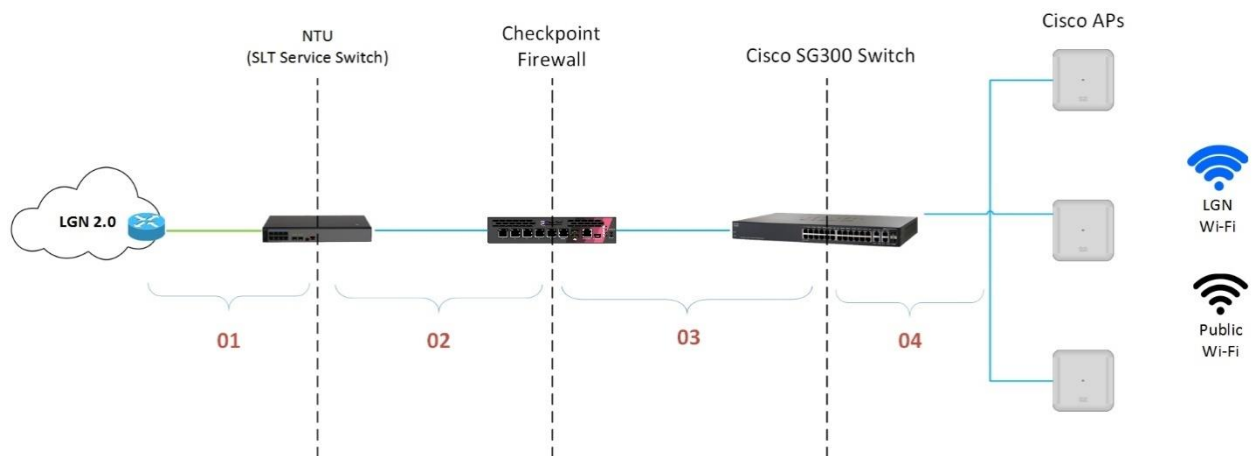 NTU
(SLT Service Switch)
Checkpoint
Firewall
Cisco SG300 Switch
Cisco APs
LGN 2.0
LGN
Wi-Fi
01
02
03
04
Public
Wi-Fi